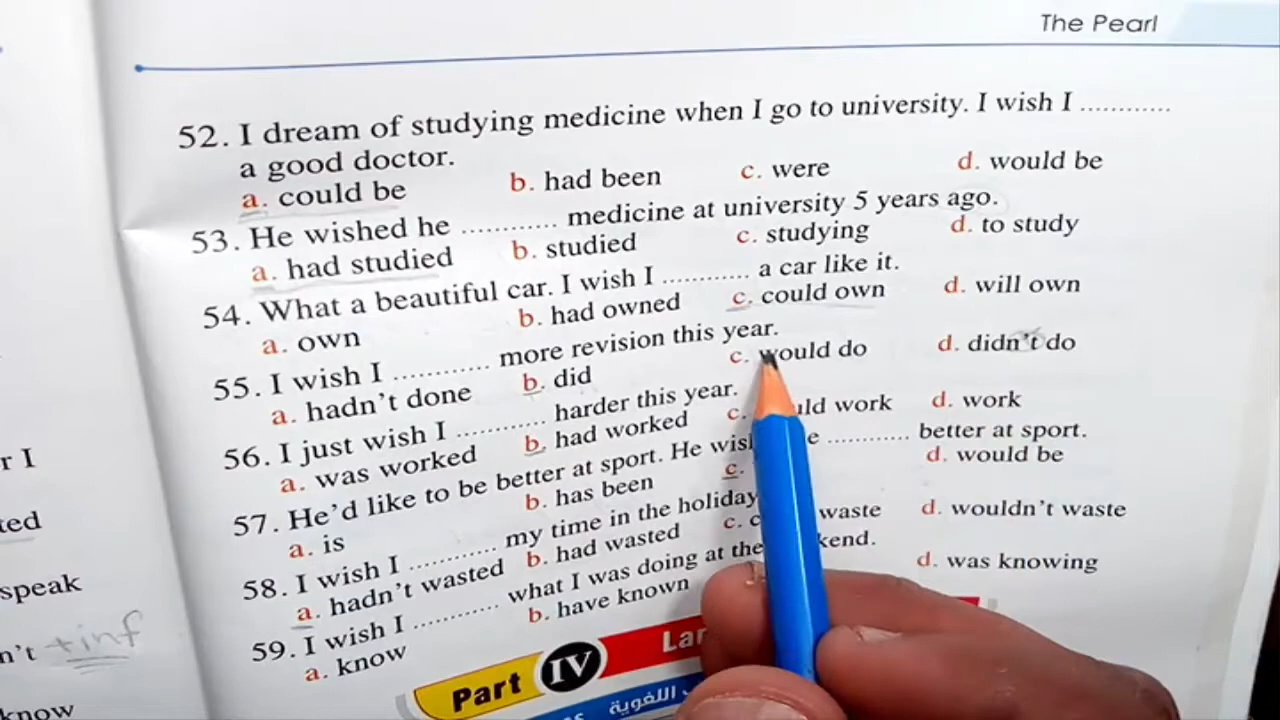 The Pearl
52. I dream of studying medicine when I go to university. I wish I ............
a good doctor.
a. could be b. had been c. were d. would be
53. He wished he ............ medicine at university 5 years ago.
a. had studied b. studied c. studying d. to study
54. What a beautiful car. I wish I ............ a car like it.
a. own b. had owned c. could own d. will own
55. I wish I ............ more revision this year.
a. hadn't done b. did c. would do d. didn't do
56. I just wish I ............ harder this year.
a. was worked b. had worked c. work d. work
57. He'd like to be better at sport. He ............ better at sport.
a. is b. has been c. d. would be
58. I wish I ............ my time in the holiday
a. hadn't wasted b. had wasted c. waste d. wouldn't waste
59. I wish I ............ what I was doing at the
a. know b. have known d. was knowing
Part IV
اللغوية
r I
ted
speak
n't +inf
know